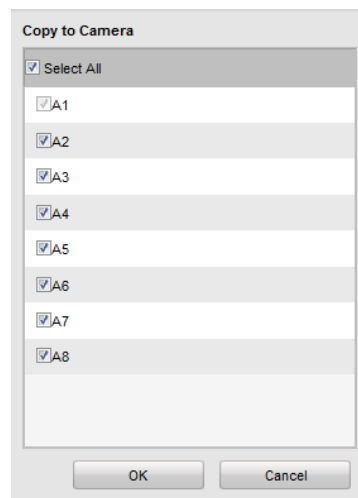 Copy to Camera
Select All
A1
A2
A3
A4
A5
A6
A7
A8
OK
Cancel